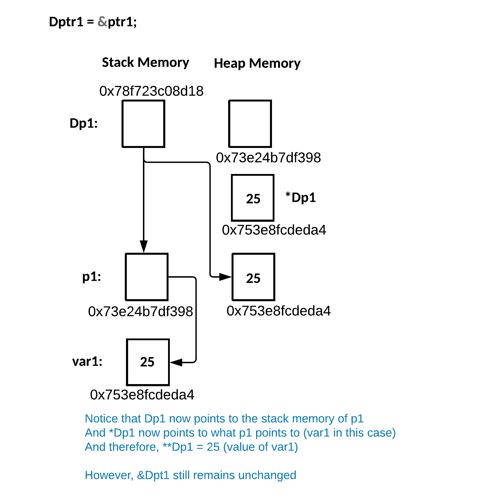 Dptr1 = &ptr1;
Stack Memory Heap Memory
0x78f723c08d18
Dp1:
0x73e24b7df398
25 *Dp1
0x753e8fcdeda4
p1:
25
0x73e24b7df398 0x753e8fcdeda4
var1: 25
0x753e8fcdeda4
Notice that Dp1 now points to the stack memory of p1
And *Dp1 now points to what p1 points to (var1 in this case)
And therefore, **Dp1 = 25 (value of var1)
However, &Dpt1 still remains unchanged